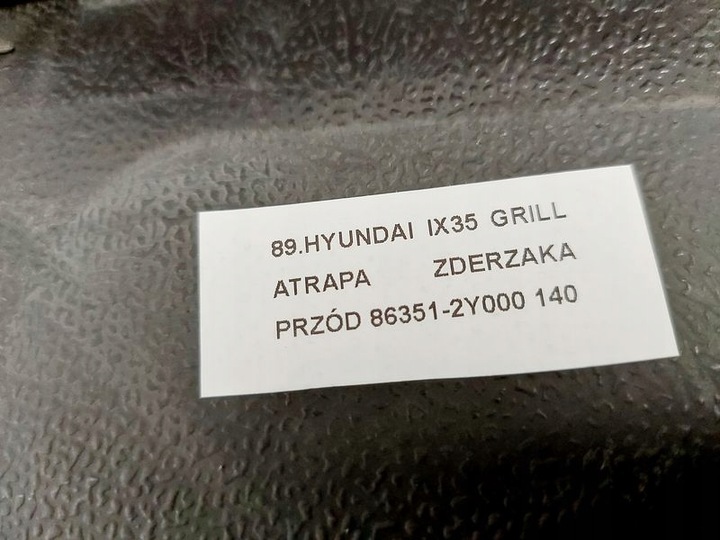 89.HYUNDAI IX35 GRILL
ATRAPA ZDERZAKA
PRZÓD 86351-2Y000 140